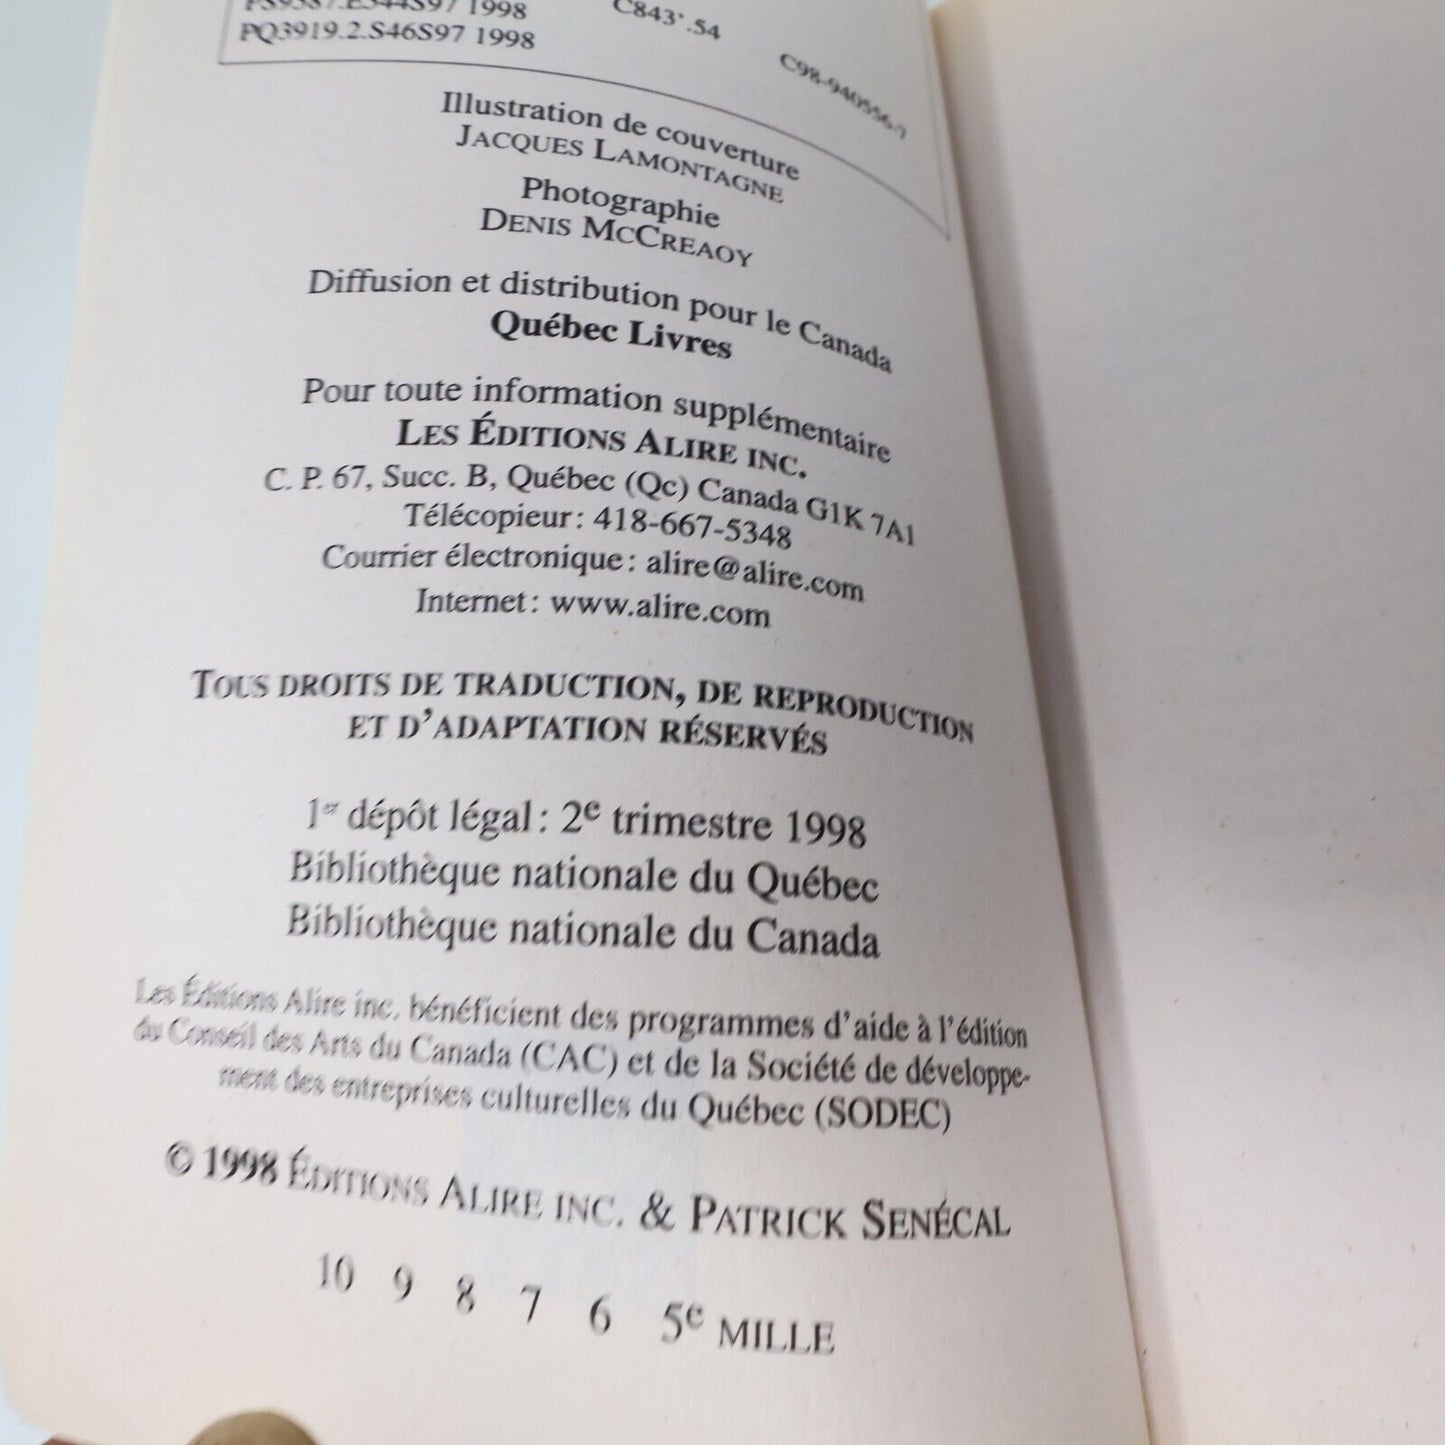 PS9587.E544S97 1998
C843'.54
PQ3919.2.S46S97 1998
C98-940556-
Illustration de couverture
JACQUES LAMONTAGNE
Photographie
DENIS MCCREAOY
Diffusion et distribution pour le Canada
Québec Livres
Pour toute information supplémentaire
LES ÉDITIONS ALIRE INC.
C. P. 67, Succ. B, Québec (Qc) Canada G1K 7A1
Télécopieur : 418-667-5348
Courrier électronique : alire@alire.com
Internet : www.alire.com
TOUS DROITS DE TRADUCTION, DE REPRODUCTION
ET D'ADAPTATION RÉSERVÉS
1er dépôt légal : 2e trimestre 1998
Bibliothèque nationale du Québec
Bibliothèque nationale du Canada
Les Éditions Alire inc. bénéficient des programmes d'aide à l'édition
du Conseil des Arts du Canada (CAC) et de la Société de développe-
ment des entreprises culturelles du Québec (SODEC)
© 1998 ÉDITIONS ALIRE INC. & PATRICK SENÉCAL
10 9 8 7 6 5e MILLE